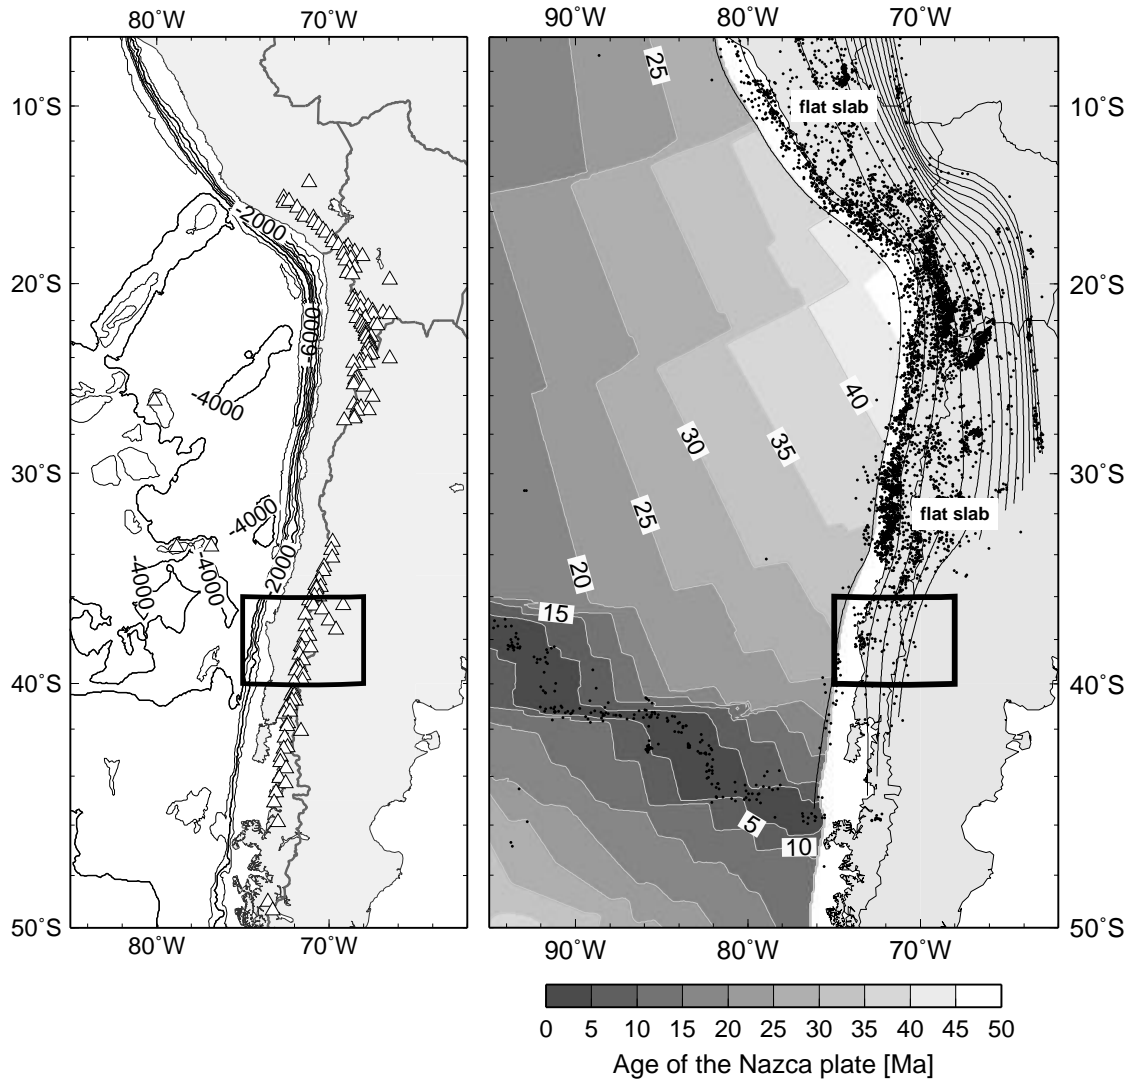 80˚W 70˚W 90˚W 80˚W 70˚W
25
10˚S flat slab 10˚S
-2000
20˚S 20˚S
-6000
-4000 40
30 35
30˚S 30˚S
-4000 25 flat slab
-2000
-4000 -4000 20
15
40˚S 40˚S
5
10
50˚S 50˚S
80˚W 70˚W 90˚W 80˚W 70˚W
0 5 10 15 20 25 30 35 40 45 50
Age of the Nazca plate [Ma]